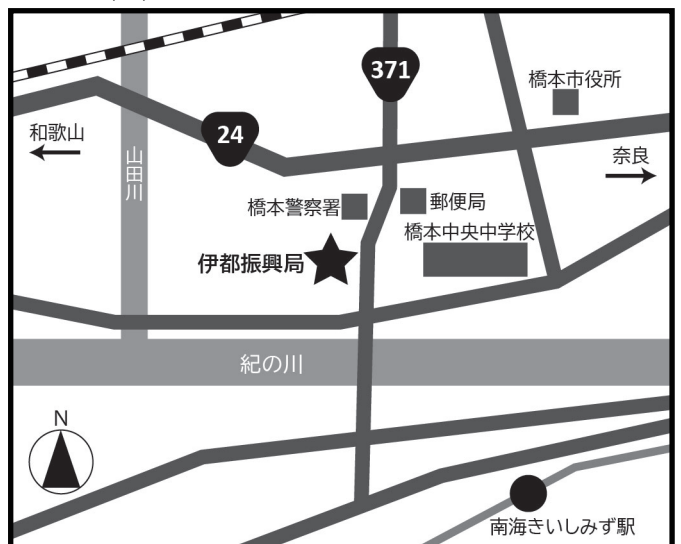 371
橋本市役所
24
和歌山
山田川
奈良
橋本警察署
郵便局
橋本中央中学校
伊都振興局
紀の川
N
南海きいしみず駅